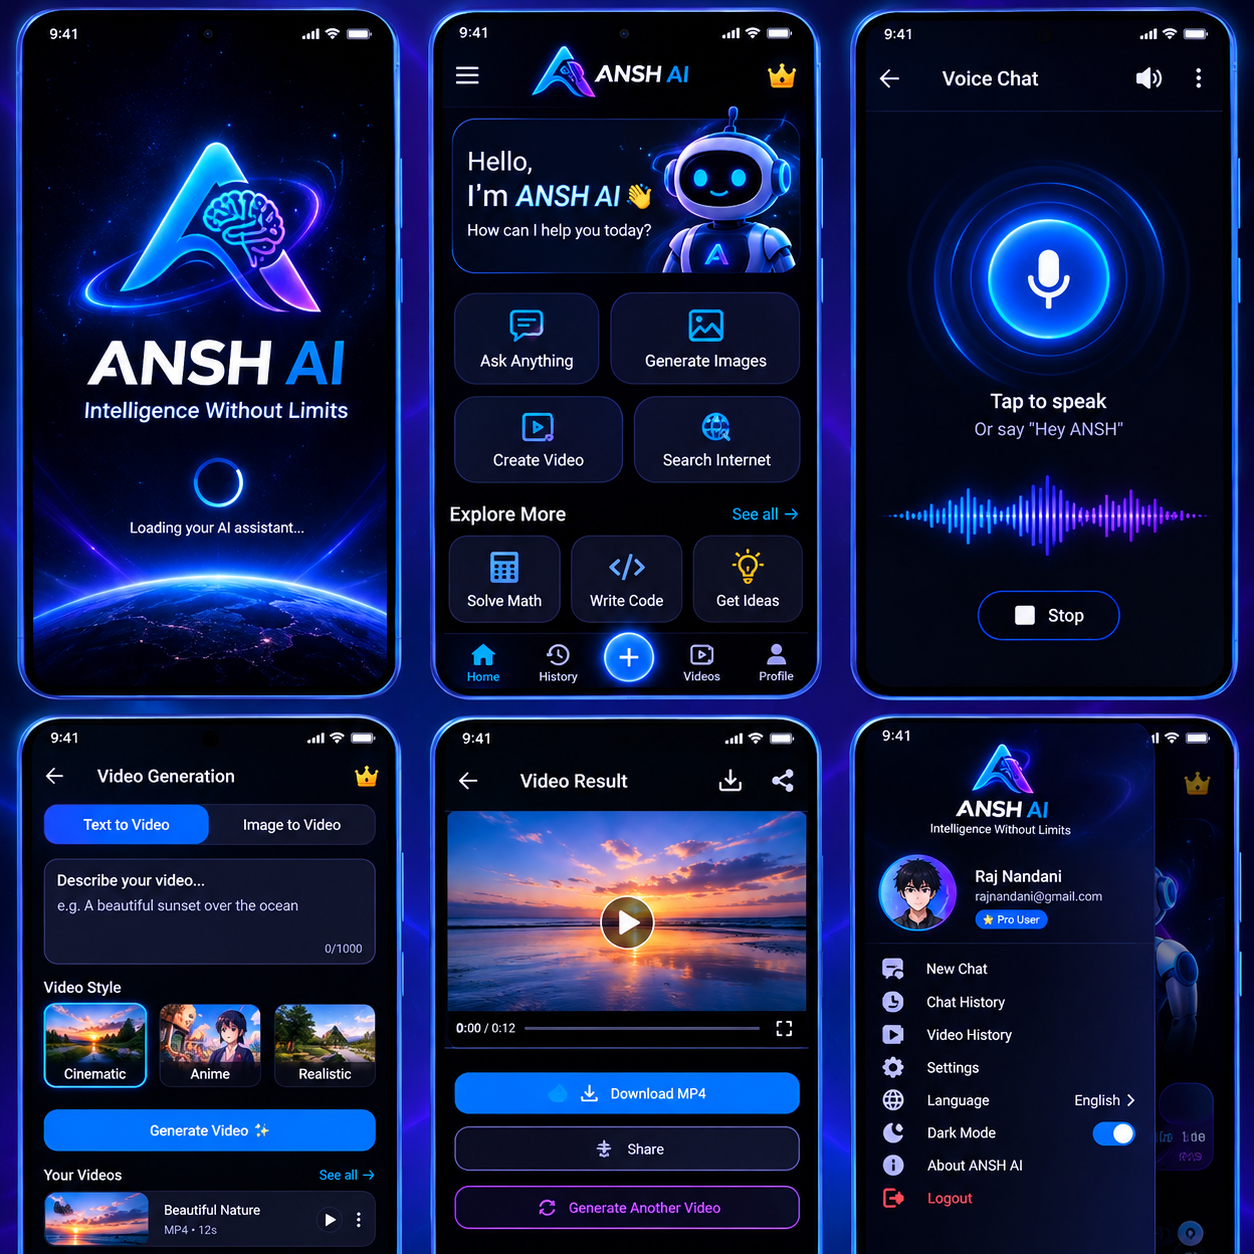 9:41
ANSH AI
Intelligence Without Limits
Loading your AI assistant...
9:41
ANSH AI
Hello,
I'm ANSH AI 👋
How can I help you today?
A
Ask Anything
Generate Images
Create Video
Search Internet
Explore More
See all →
Solve Math
Write Code
Get Ideas
Home
History
Videos
Profile
9:41
Voice Chat
Tap to speak
Or say "Hey ANSH"
Stop
9:41
Video Generation
Text to Video
Image to Video
Describe your video...
e.g. A beautiful sunset over the ocean
0/1000
Video Style
Cinematic
Anime
Realistic
Generate Video ✨
Your Videos
See all →
Beautiful Nature
MP4 • 12s
9:41
Video Result
0:00 / 0:12
Download MP4
Share
Generate Another Video
9:41
ANSH AI
Intelligence Without Limits
Raj Nandani
rajnandani@gmail.com
⭐ Pro User
New Chat
Chat History
Video History
Settings
Language
English >
Dark Mode
About ANSH AI
Logout